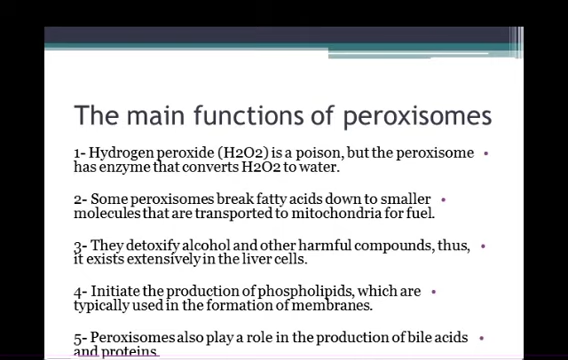 The main functions of peroxisomes
1- Hydrogen peroxide (H2O2) is a poison, but the peroxisome •
has enzyme that converts H2O2 to water.
2- Some peroxisomes break fatty acids down to smaller •
molecules that are transported to mitochondria for fuel.
3- They detoxify alcohol and other harmful compounds, thus, •
it exists extensively in the liver cells.
4- Initiate the production of phospholipids, which are •
typically used in the formation of membranes.
5- Peroxisomes also play a role in the production of bile acids •
and proteins